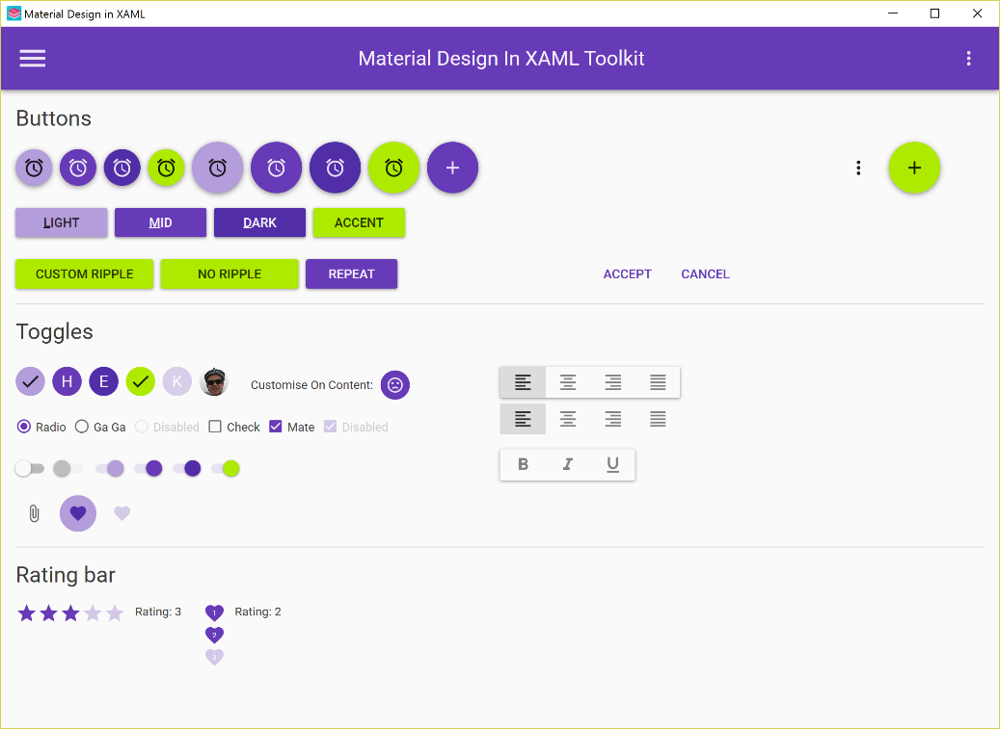 Material Design in XAML
Material Design In XAML Toolkit
Buttons
LIGHT MID DARK ACCENT
CUSTOM RIPPLE NO RIPPLE REPEAT ACCEPT CANCEL
Toggles
H E K Customise On Content:
Radio Ga Ga Disabled Check Mate Disabled
B I U
Rating bar
Rating: 3 1 Rating: 2
2
3